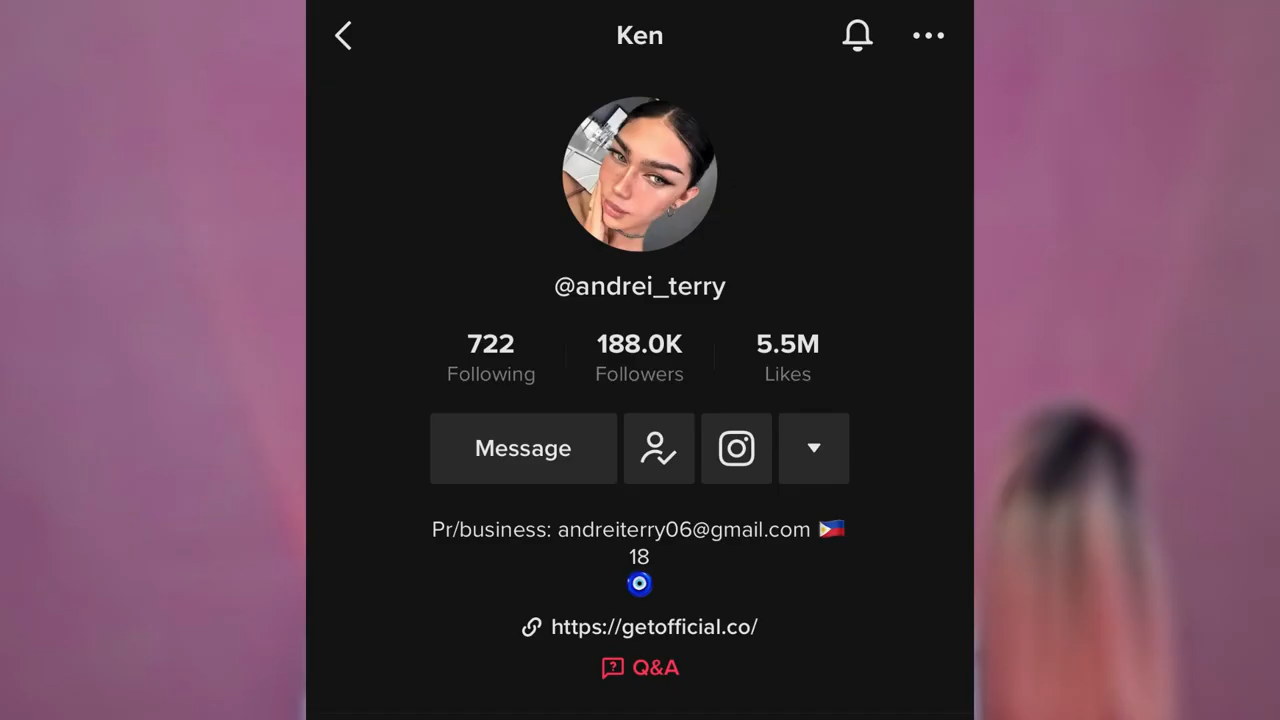 Ken
@andrei_terry
722 188.0K 5.5M
Following Followers Likes
Message
Pr/business: andreiterry06@gmail.com 🇵🇭
18
🧿
https://getofficial.co/
Q&A